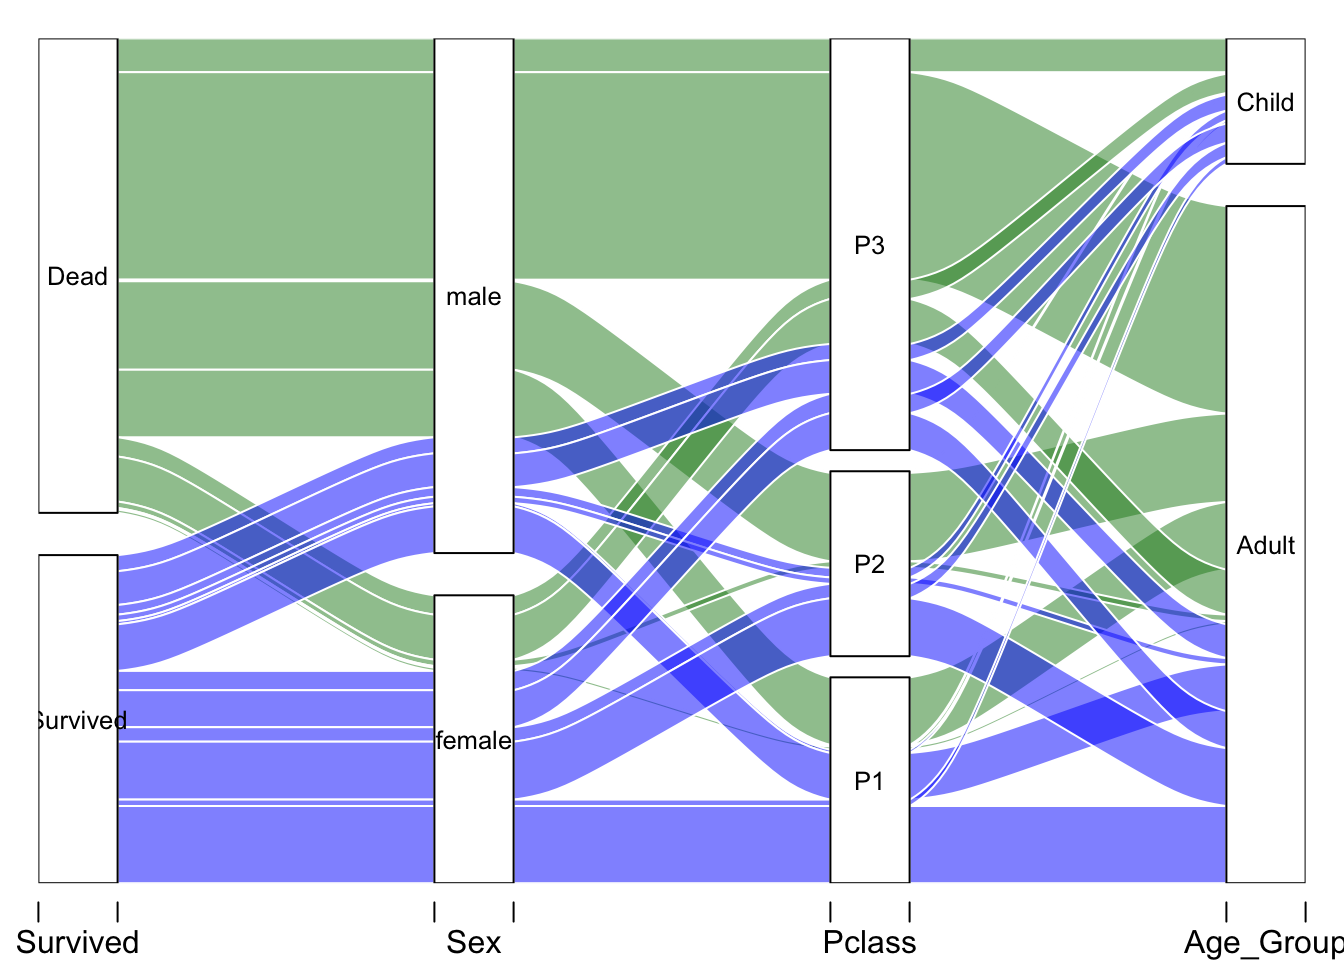 Child
Dead
P3
male
Adult
P2
Survived
female
P1
Survived
Sex
Pclass
Age_Group